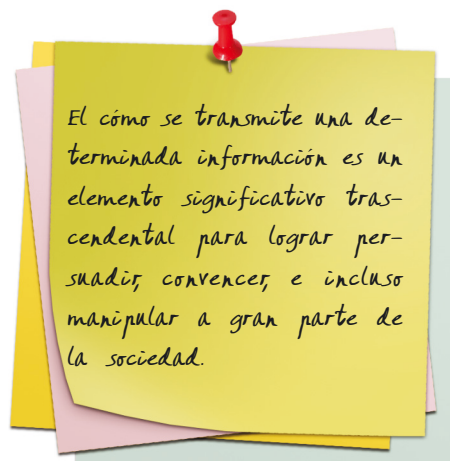 El cómo se transmite una de-
terminada información es un
elemento significativo tras-
cendental para lograr per-
suadir, convencer, e incluso
manipular a gran parte de
la sociedad.